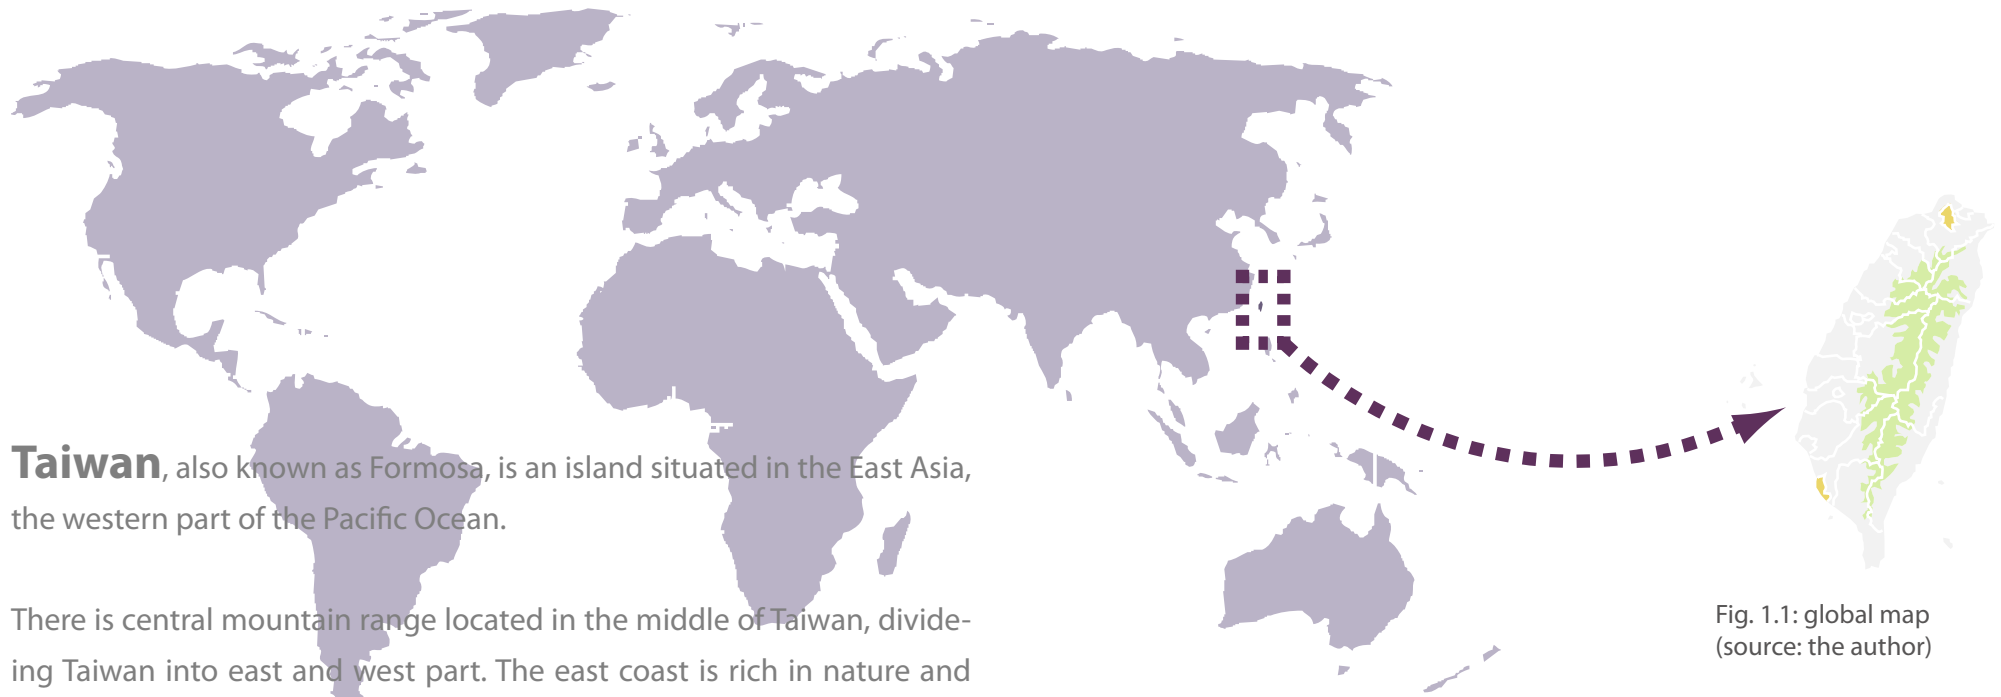 Taiwan, also known as Formosa, is an island situated in the East Asia,
the western part of the Pacific Ocean.
There is central mountain range located in the middle of Taiwan, divide-
ing Taiwan into east and west part. The east coast is rich in nature and
Fig. 1.1: global map
(source: the author)